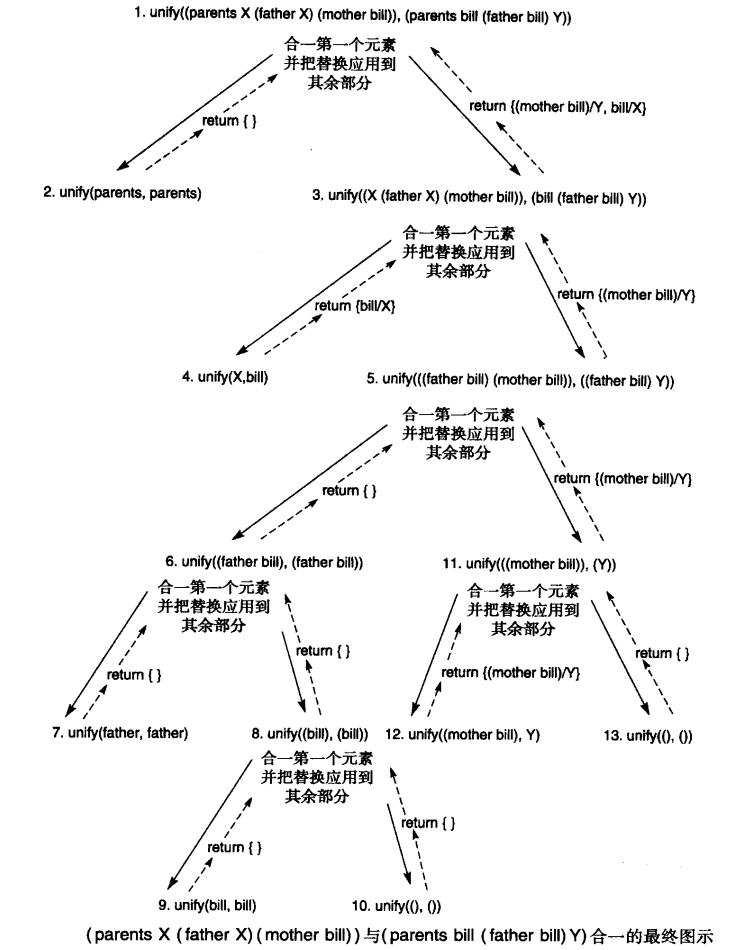 1. unify((parents X (father X) (mother bill)), (parents bill (father bill) Y))
合一第一个元素
并把替换应用到
其余部分
return { }
return {(mother bill)/Y, bill/X}
2. unify(parents, parents)
3. unify((X (father X) (mother bill)), (bill (father bill) Y))
合一第一个元素
并把替换应用到
其余部分
return {bill/X}
return {(mother bill)/Y}
4. unify(X,bill)
5. unify(((father bill) (mother bill)), ((father bill) Y))
合一第一个元素
并把替换应用到
其余部分
return { }
return {(mother bill)/Y}
6. unify((father bill), (father bill))
11. unify(((mother bill)), (Y))
合一第一个元素
并把替换应用到
其余部分
合一第一个元素
并把替换应用到
其余部分
return { }
return { }
return {(mother bill)/Y}
return { }
7. unify(father, father)
8. unify((bill), (bill))
12. unify((mother bill), Y)
13. unify((), ())
合一第一个元素
并把替换应用到
其余部分
return { }
return { }
9. unify(bill, bill)
10. unify((), ())
(parents X (father X) (mother bill))与(parents bill (father bill) Y)合一的最终图示